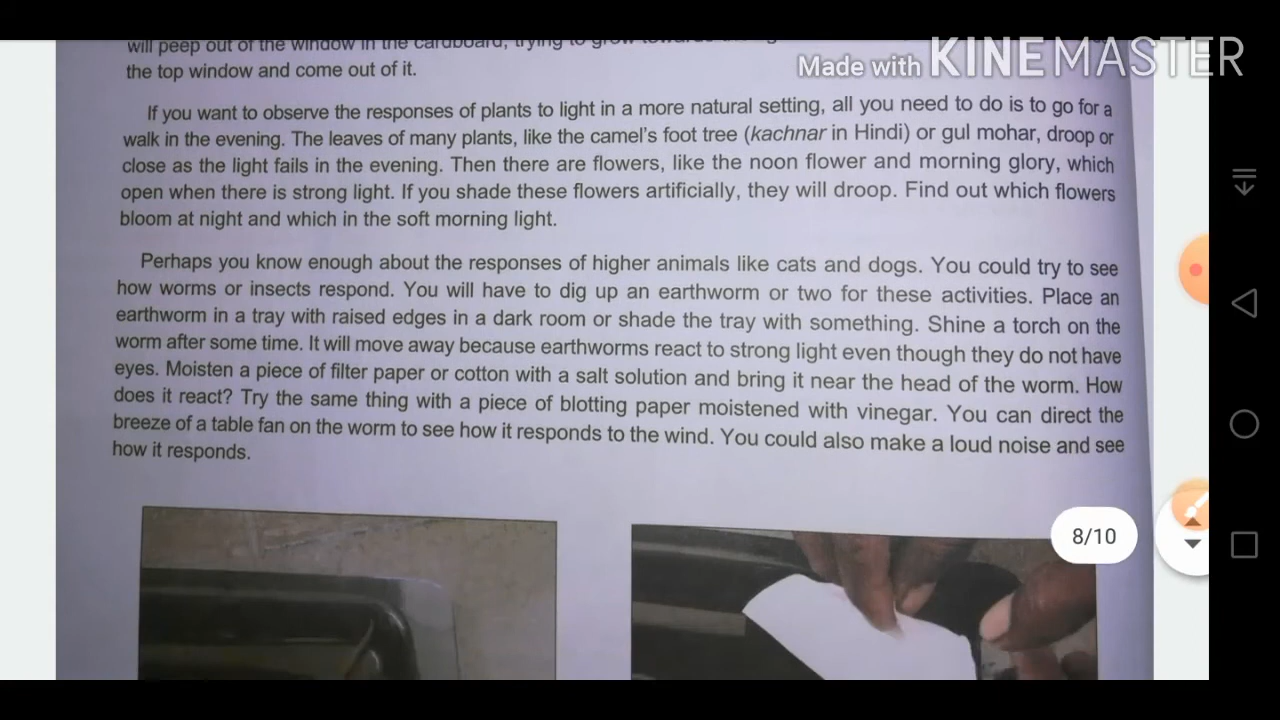 will peep out of the window in the cardboard, trying to grow towards
the top window and come out of it.
Made with KINEMASTER
If you want to observe the responses of plants to light in a more natural setting, all you need to do is to go for a
walk in the evening. The leaves of many plants, like the camel's foot tree (kachnar in Hindi) or gul mohar, droop or
close as the light fails in the evening. Then there are flowers, like the noon flower and morning glory, which
open when there is strong light. If you shade these flowers artificially, they will droop. Find out which flowers
bloom at night and which in the soft morning light.
Perhaps you know enough about the responses of higher animals like cats and dogs. You could try to see
how worms or insects respond. You will have to dig up an earthworm or two for these activities. Place an
earthworm in a tray with raised edges in a dark room or shade the tray with something. Shine a torch on the
worm after some time. It will move away because earthworms react to strong light even though they do not have
eyes. Moisten a piece of filter paper or cotton with a salt solution and bring it near the head of the worm. How
does it react? Try the same thing with a piece of blotting paper moistened with vinegar. You can direct the
breeze of a table fan on the worm to see how it responds to the wind. You could also make a loud noise and see
how it responds.
8/10